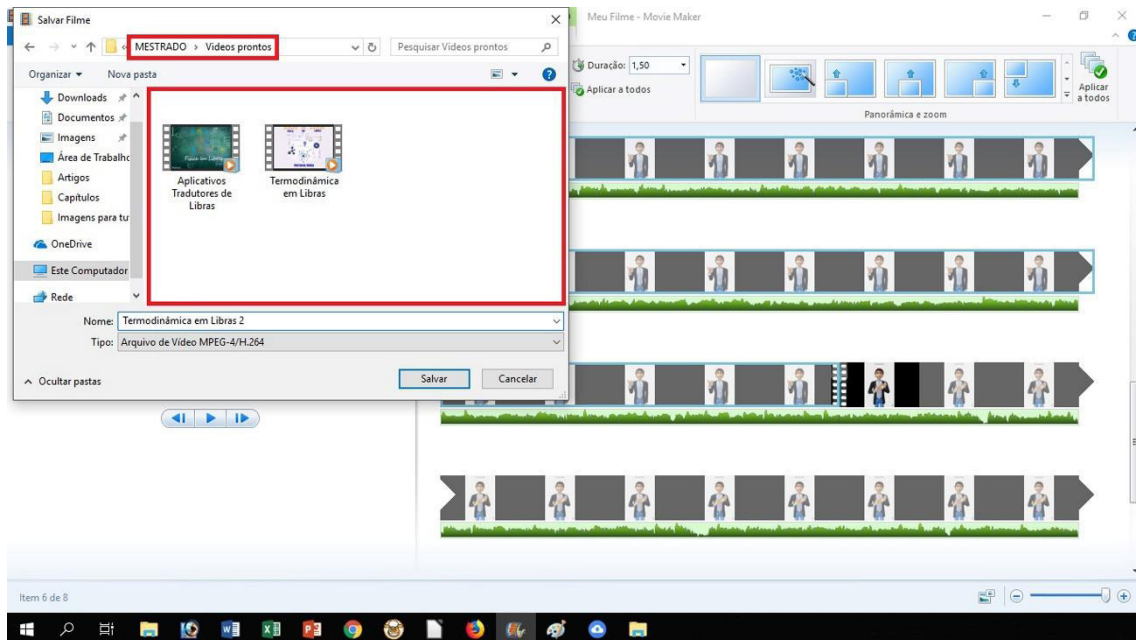 Salvar Filme
Meu Filme - Movie Maker
MESTRADO > Videos prontos
Pesquisar Videos prontos
Organizar
Nova pasta
Duração: 1,50
Aplicar a todos
Aplicar
a todos
Panorâmica e zoom
Downloads
Documentos
Imagens
Área de Trabalho
Artigos
Capítulos
Imagens para tu
OneDrive
Este Computador
Rede
Aplicativos
Tradutores de
Libras
Termodinámica
em Libras
Nome: Termodinâmica em Libras 2
Tipo: Arquivo de Vídeo MPEG-4/H.264
Ocultar pastas
Salvar
Cancelar
Item 6 de 8